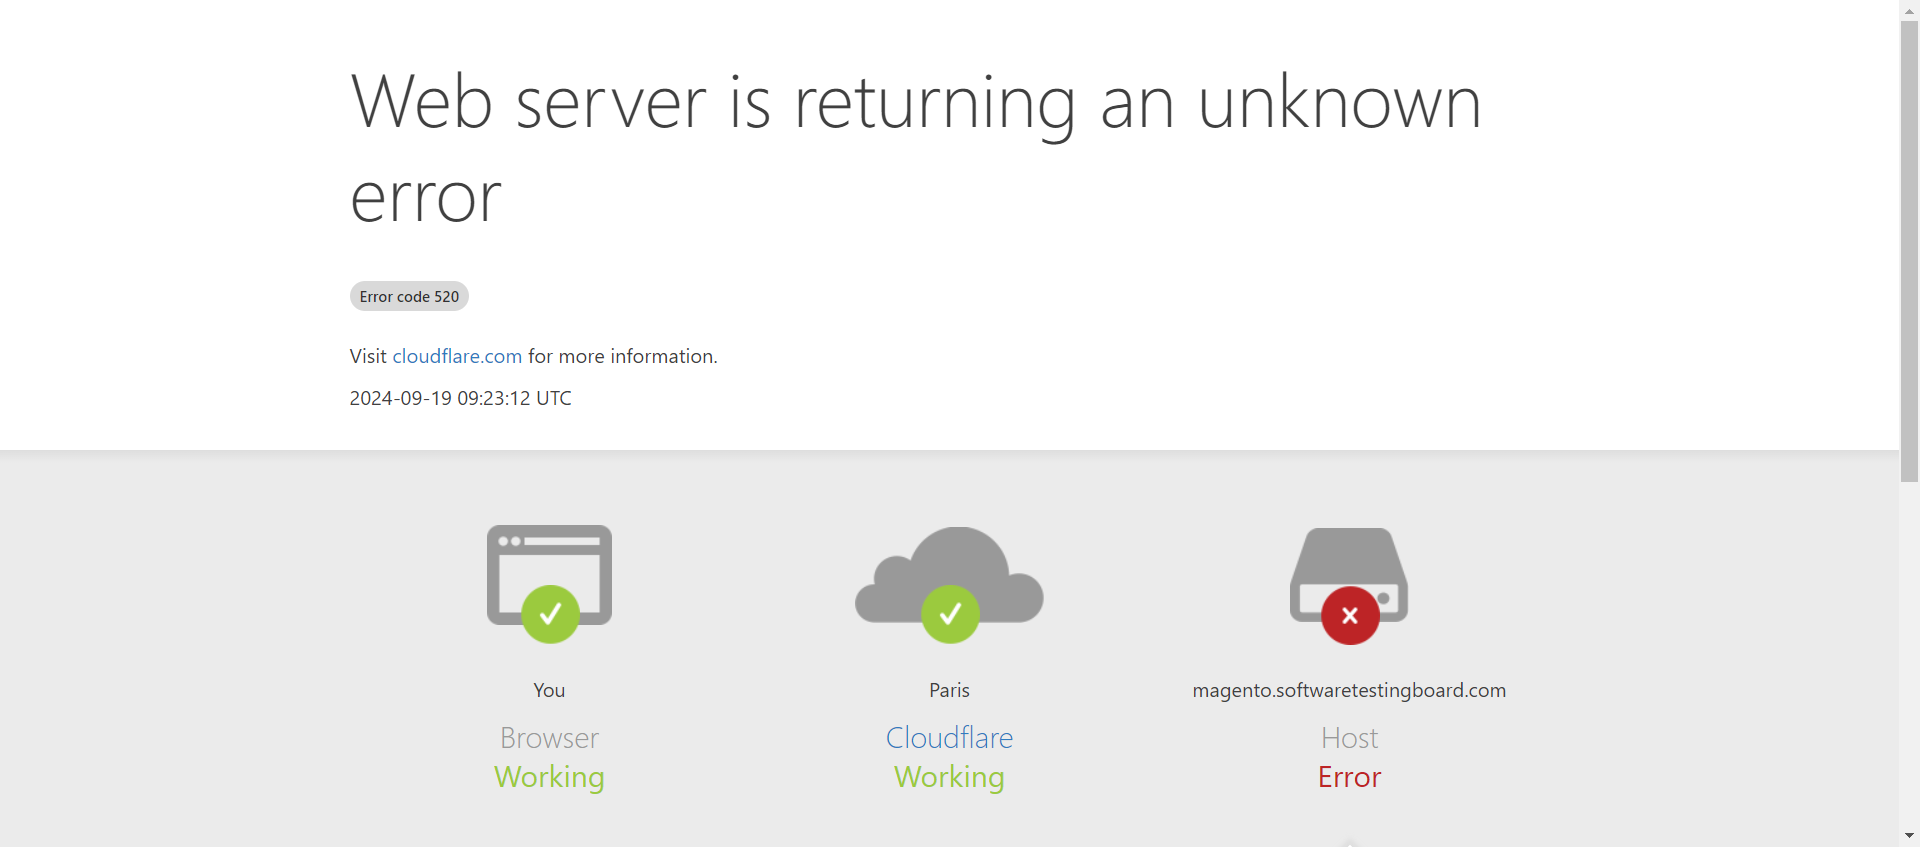 Web server is returning an unknown
error
Error code 520
Visit cloudflare.com for more information.
2024-09-19 09:23:12 UTC
You
Browser
Working
Paris
Cloudflare
Working
magento.softwaretestingboard.com
Host
Error